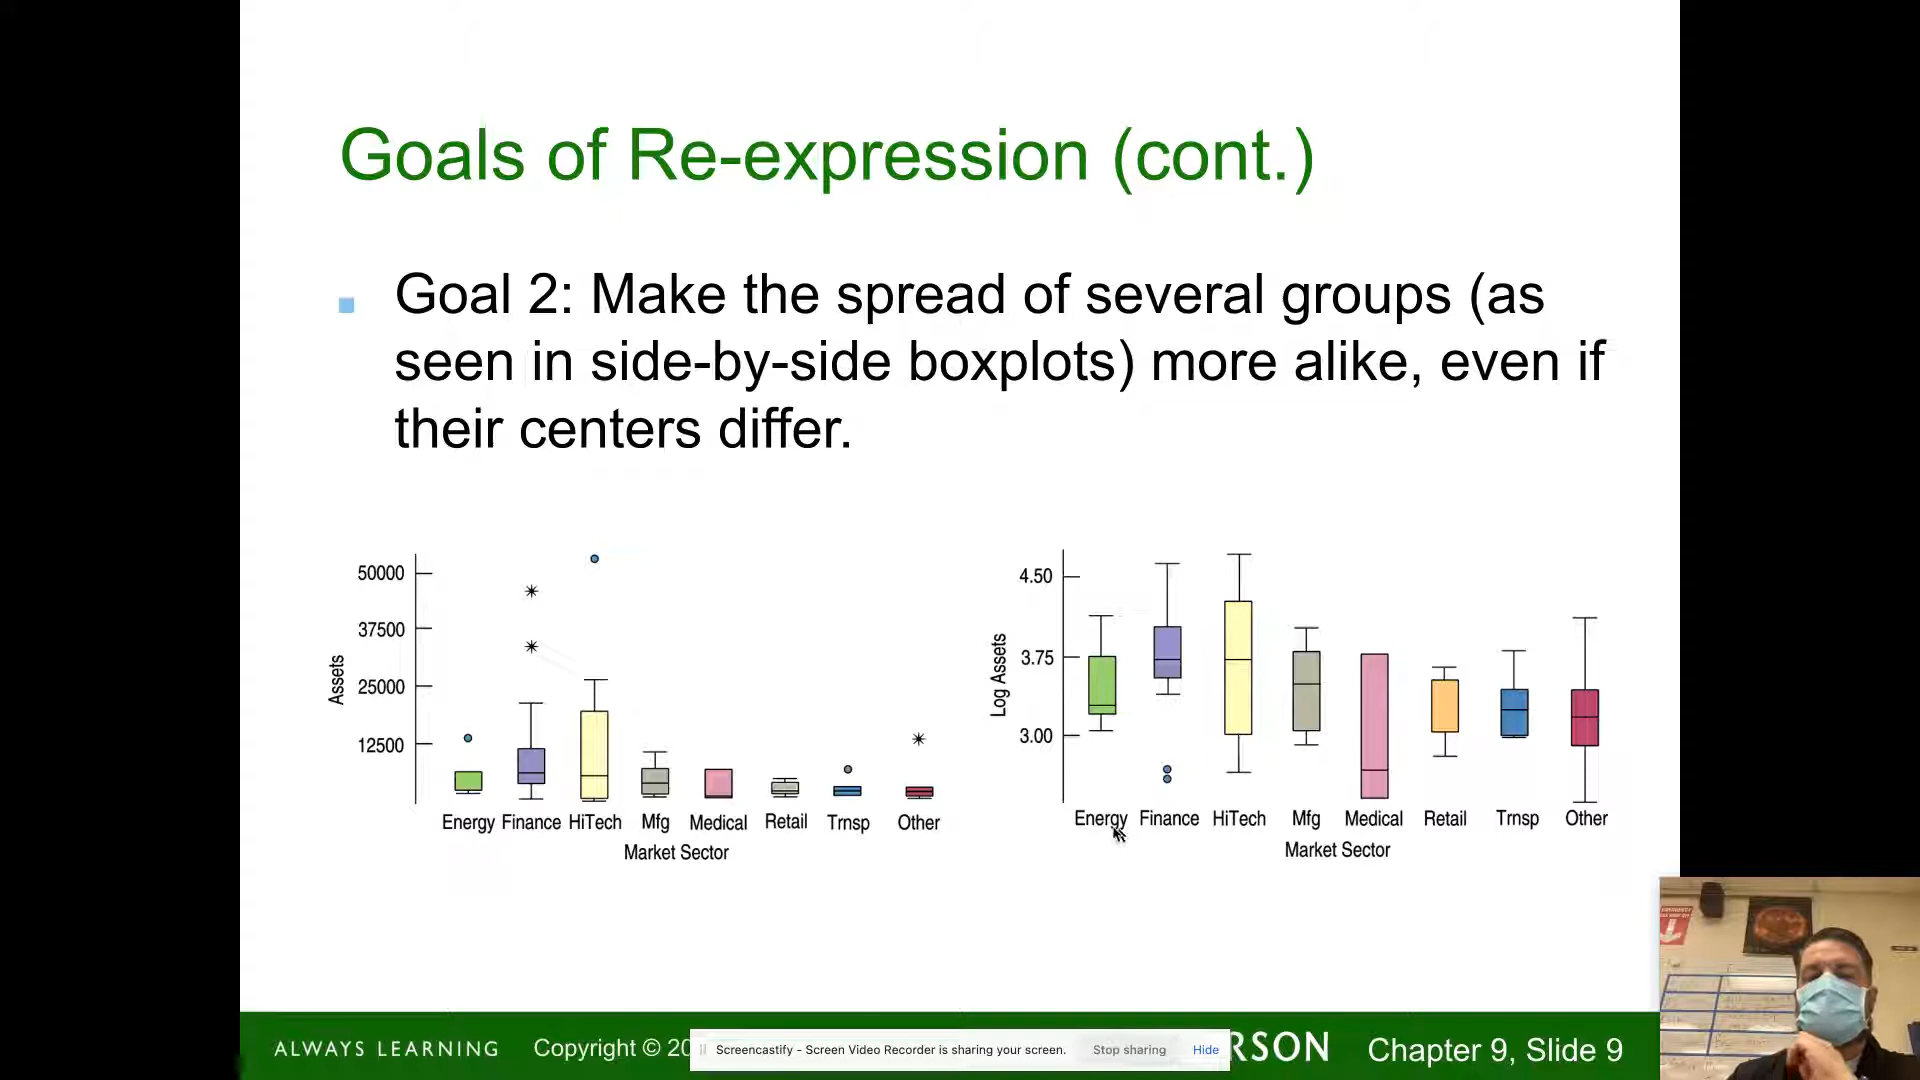 Goals of Re-expression (cont.)
Goal 2: Make the spread of several groups (as
seen in side-by-side boxplots) more alike, even if
their centers differ.
50000
37500
25000
12500
Assets
Energy Finance HiTech Mfg Medical Retail Trnsp Other
Market Sector
4.50
3.75
3.00
Log Assets
Energy Finance HiTech Mfg Medical Retail Trnsp Other
Market Sector
ALWAYS LEARNING
Copyright © 20
Screencastify - Screen Video Recorder is sharing your screen.
Stop sharing
Hide
RSON
Chapter 9, Slide 9